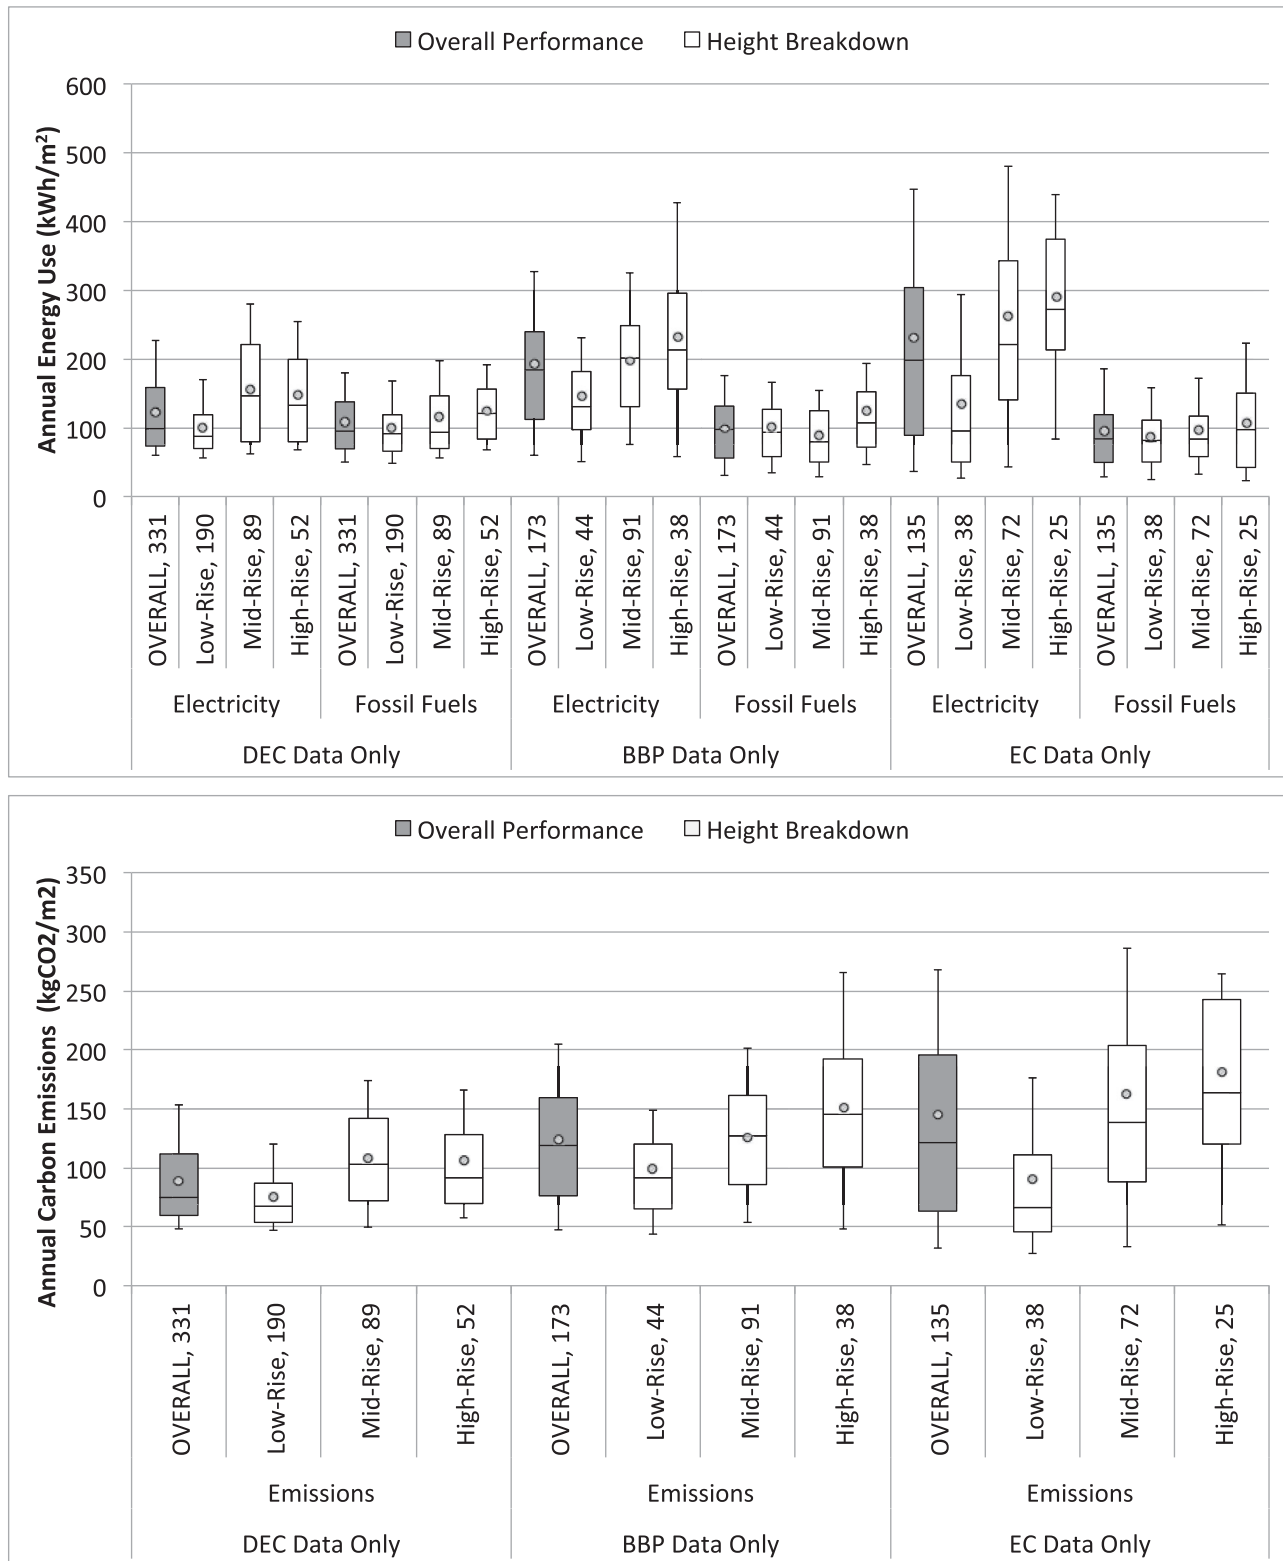 Overall Performance Height Breakdown
Annual Energy Use (kWh/m²)
600
500
400
300
200
100
0
OVERALL, 331
Low-Rise, 190
Mid-Rise, 89
High-Rise, 52
OVERALL, 331
Low-Rise, 190
Mid-Rise, 89
High-Rise, 52
OVERALL, 173
Low-Rise, 44
Mid-Rise, 91
High-Rise, 38
OVERALL, 173
Low-Rise, 44
Mid-Rise, 91
High-Rise, 38
OVERALL, 135
Low-Rise, 38
Mid-Rise, 72
High-Rise, 25
OVERALL, 135
Low-Rise, 38
Mid-Rise, 72
High-Rise, 25
Electricity Fossil Fuels Electricity Fossil Fuels Electricity Fossil Fuels
DEC Data Only BBP Data Only EC Data Only
Overall Performance Height Breakdown
Annual Carbon Emissions (kgCO2/m2)
350
300
250
200
150
100
50
0
OVERALL, 331
Low-Rise, 190
Mid-Rise, 89
High-Rise, 52
OVERALL, 173
Low-Rise, 44
Mid-Rise, 91
High-Rise, 38
OVERALL, 135
Low-Rise, 38
Mid-Rise, 72
High-Rise, 25
Emissions Emissions Emissions
DEC Data Only BBP Data Only EC Data Only